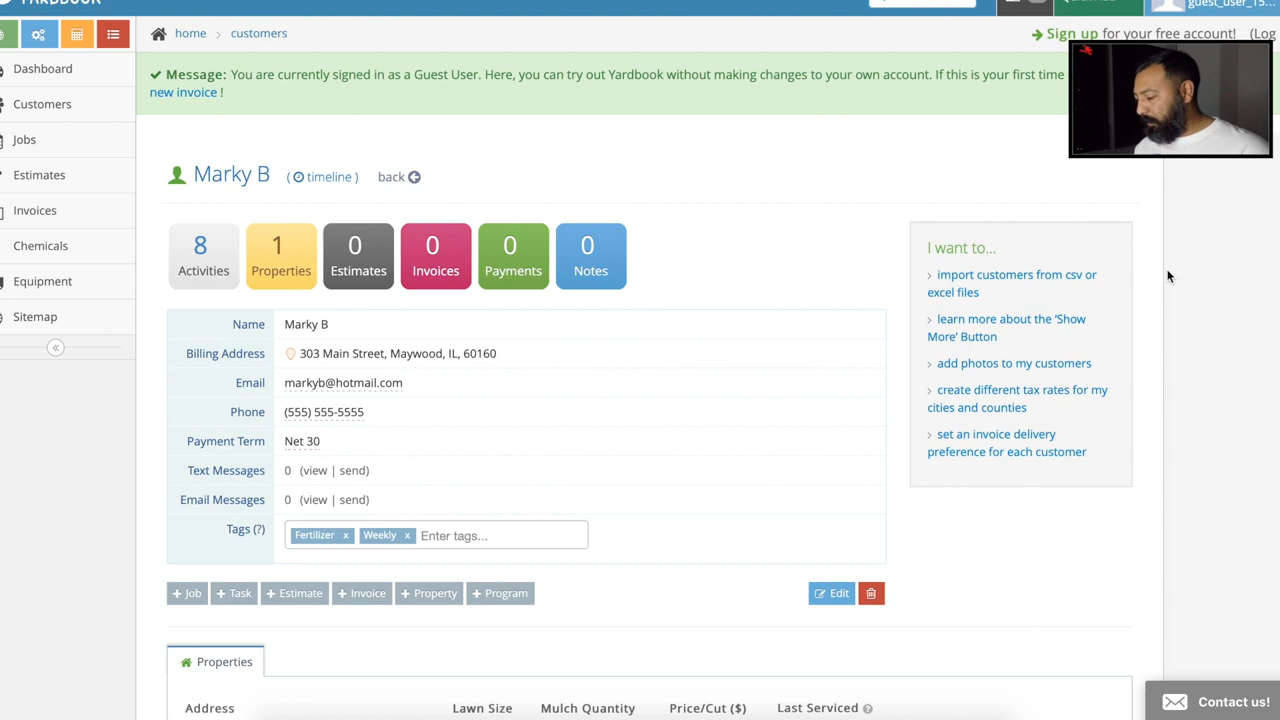 YARDBOOK
guest_user_15...
home › customers
Sign up for your free account! (Log
Message: You are currently signed in as a Guest User. Here, you can try out Yardbook without making changes to your own account. If this is your first time
new invoice !
Dashboard
Customers
Jobs
Estimates
Invoices
Chemicals
Equipment
Sitemap
«
Marky B ( timeline ) back
8 1 0 0 0 0
Activities Properties Estimates Invoices Payments Notes
Name Marky B
Billing Address 303 Main Street, Maywood, IL, 60160
Email markyb@hotmail.com
Phone (555) 555-5555
Payment Term Net 30
Text Messages 0 (view | send)
Email Messages 0 (view | send)
Tags (?) Fertilizer x Weekly x Enter tags...
+ Job + Task + Estimate + Invoice + Property + Program Edit
I want to...
› import customers from csv or
excel files
› learn more about the ‘Show
More’ Button
› add photos to my customers
› create different tax rates for my
cities and counties
› set an invoice delivery
preference for each customer
Properties
Address Lawn Size Mulch Quantity Price/Cut ($) Last Serviced ?
Contact us!